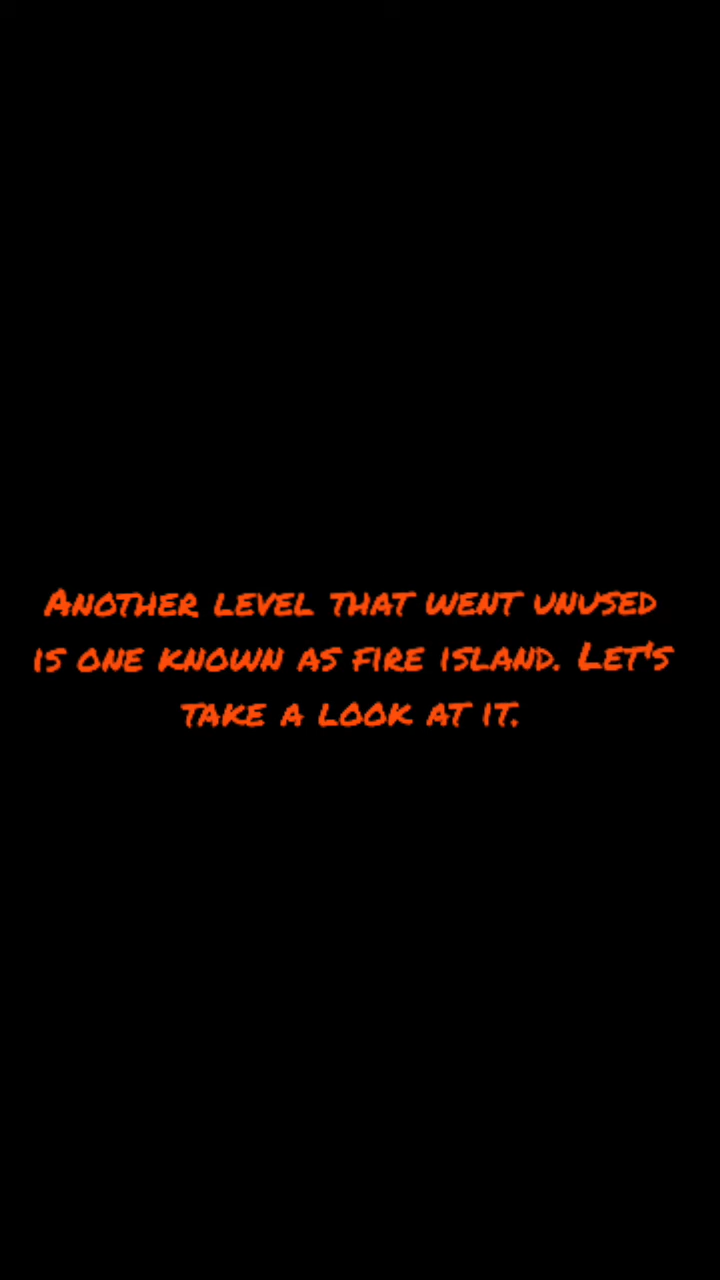 Another level that went unused
is one known as fire island. Let's
take a look at it.